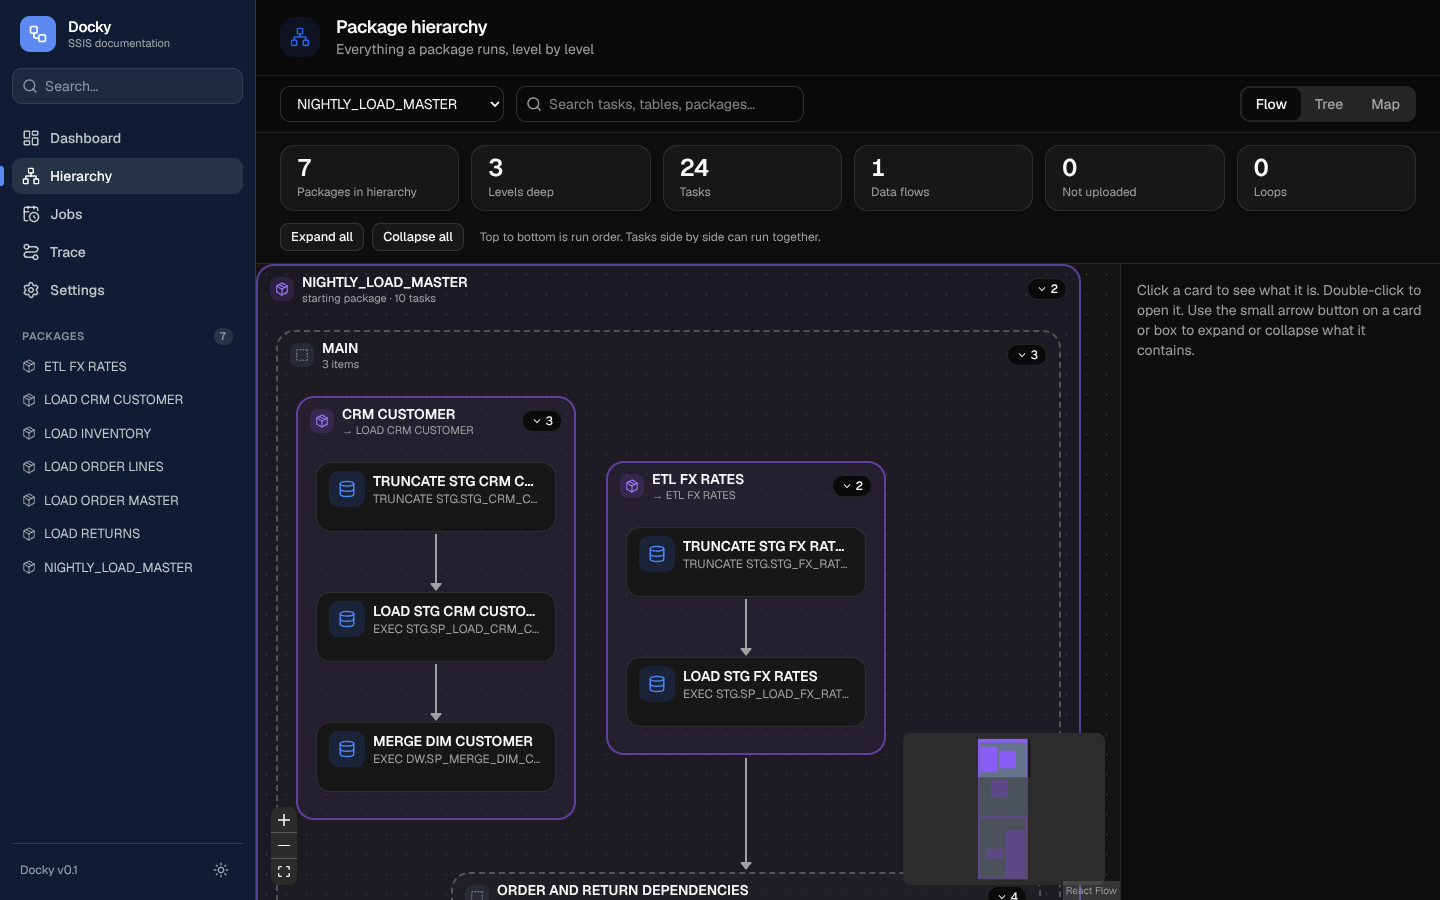 Docky
SSIS documentation
Search...
Dashboard
Hierarchy
Jobs
Trace
Settings
PACKAGES 7
ETL FX RATES
LOAD CRM CUSTOMER
LOAD INVENTORY
LOAD ORDER LINES
LOAD ORDER MASTER
LOAD RETURNS
NIGHTLY_LOAD_MASTER
Docky v0.1
Package hierarchy
Everything a package runs, level by level
NIGHTLY_LOAD_MASTER
Search tasks, tables, packages...
Flow Tree Map
7
Packages in hierarchy
3
Levels deep
24
Tasks
1
Data flows
0
Not uploaded
0
Loops
Expand all Collapse all Top to bottom is run order. Tasks side by side can run together.
NIGHTLY_LOAD_MASTER
starting package · 10 tasks
2
MAIN
3 items
3
CRM CUSTOMER
→ LOAD CRM CUSTOMER
3
TRUNCATE STG CRM C...
TRUNCATE STG.STG_CRM_C...
LOAD STG CRM CUSTO...
EXEC STG.SP_LOAD_CRM_C...
MERGE DIM CUSTOMER
EXEC DW.SP_MERGE_DIM_C...
ETL FX RATES
→ ETL FX RATES
2
TRUNCATE STG FX RAT...
TRUNCATE STG.STG_FX_RAT...
LOAD STG FX RATES
EXEC STG.SP_LOAD_FX_RAT...
ORDER AND RETURN DEPENDENCIES
4
React Flow
Click a card to see what it is. Double-click to
open it. Use the small arrow button on a card
or box to expand or collapse what it
contains.